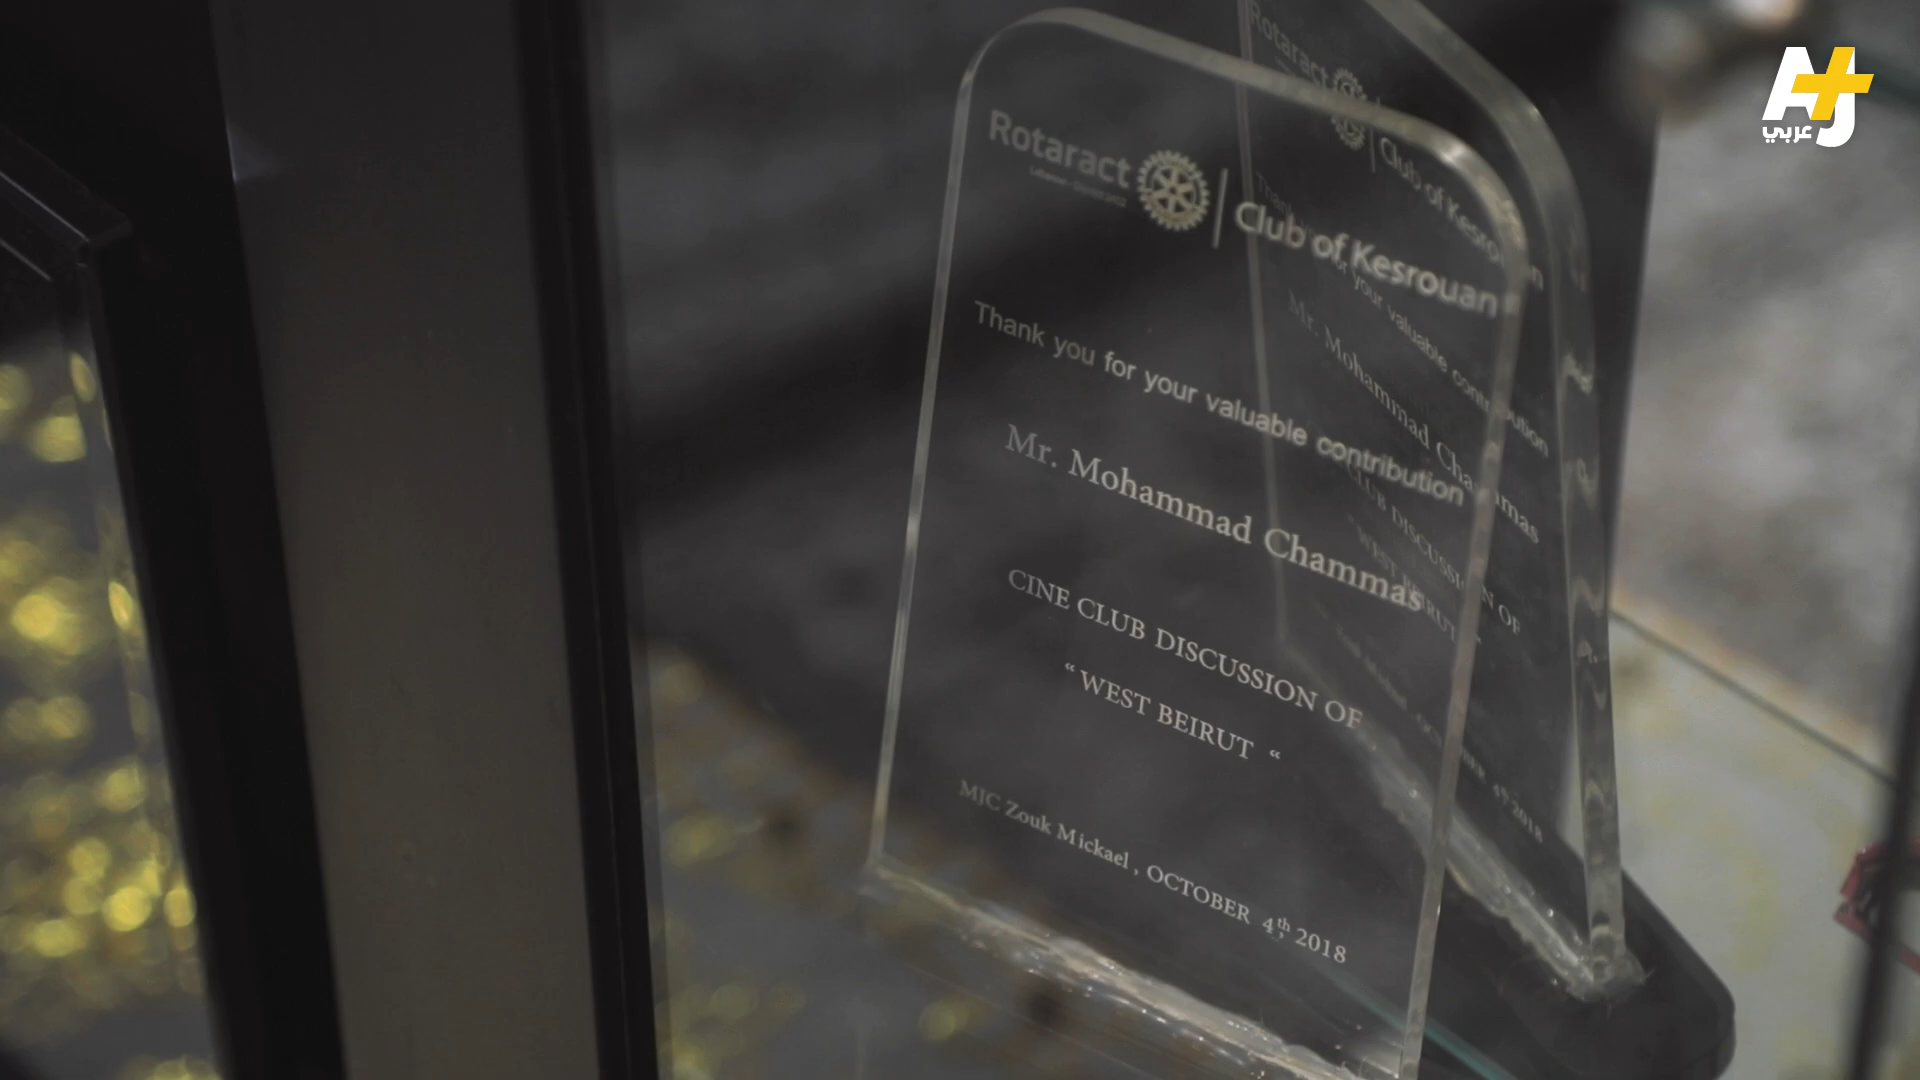 AJ+
عربي
Rotaract
Club of Kesrouan
Thank you for your valuable contribution
Mr. Mohammad Chammas
CINE CLUB DISCUSSION OF
“ WEST BEIRUT “
MJC Zouk Mickael , OCTOBER 4th, 2018